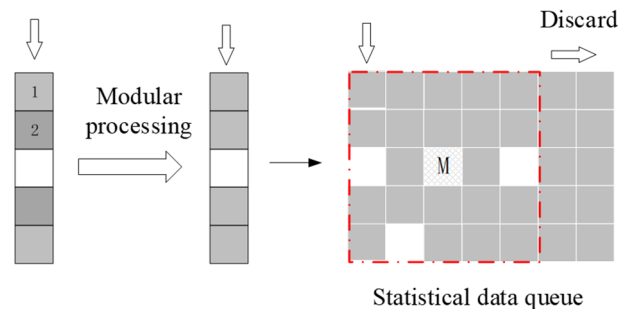 Discard
1
2
Modular
processing
M
Statistical data queue